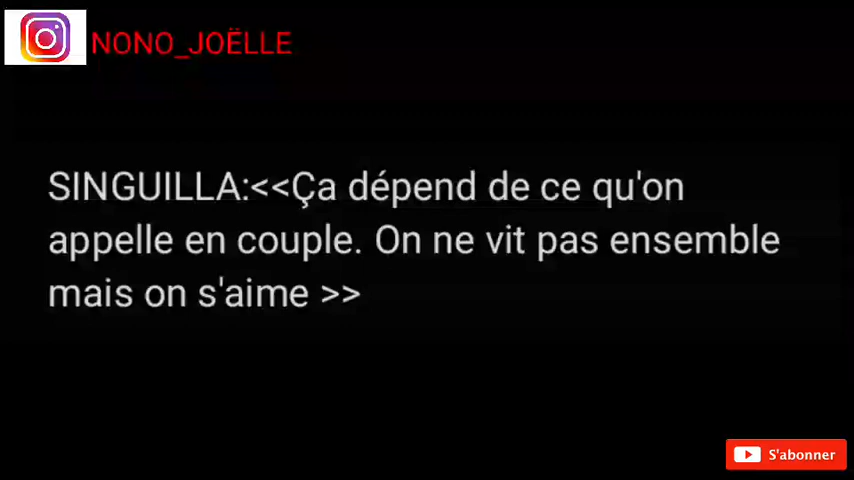 NONO_JOËLLE
SINGUILLA:<<Ça dépend de ce qu'on
appelle en couple. On ne vit pas ensemble
mais on s'aime >>
S'abonner